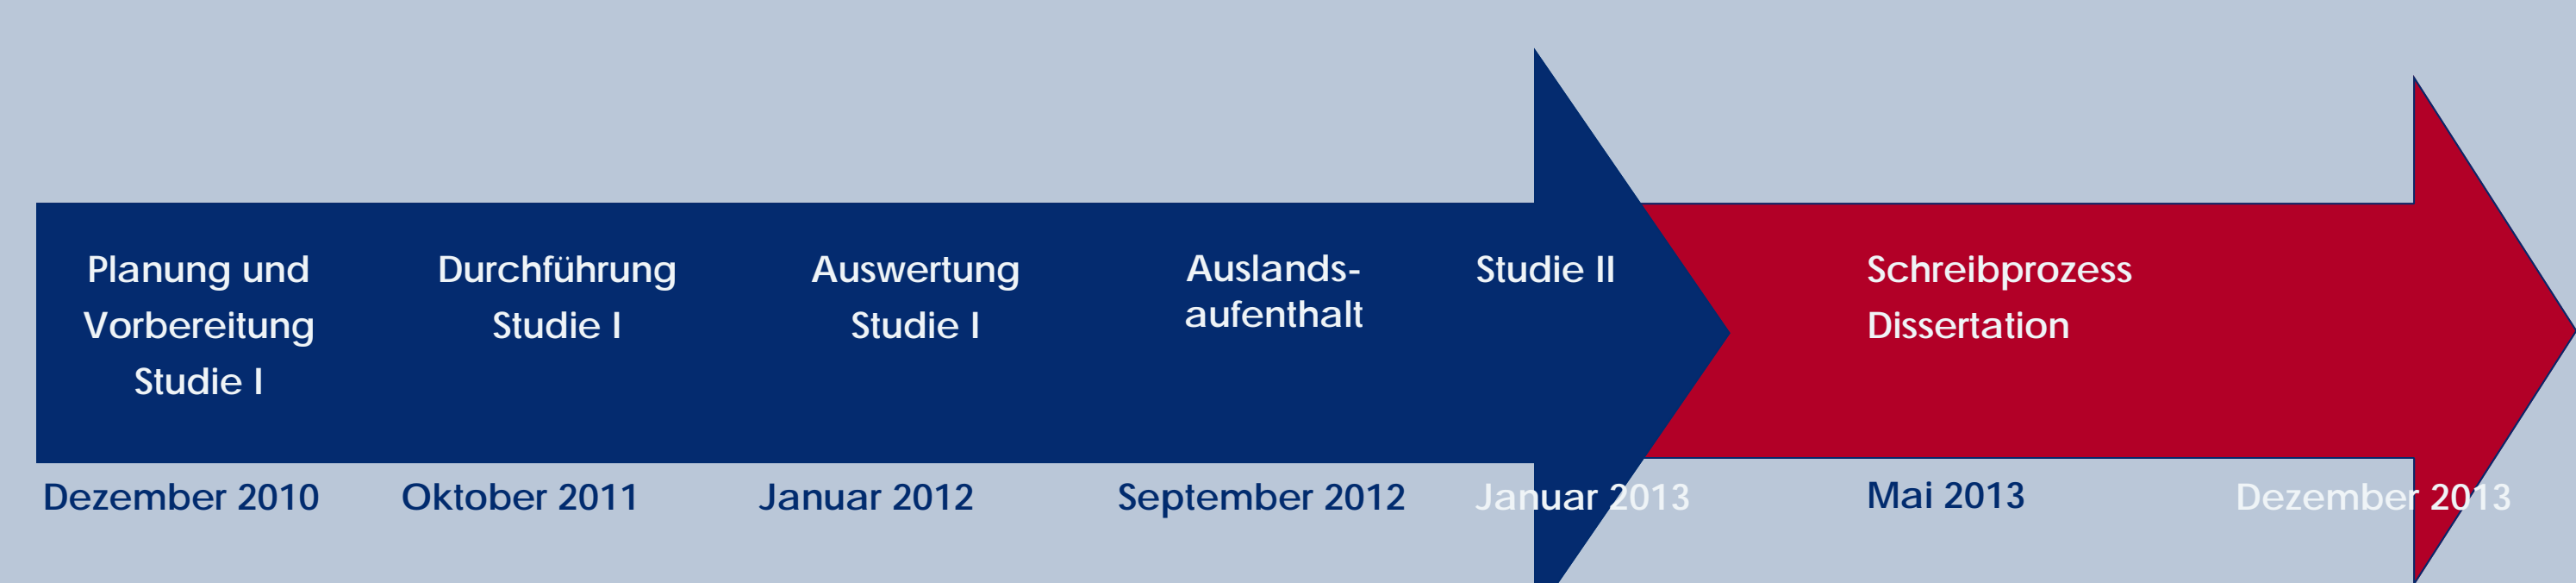 Planung und
Vorbereitung
Studie I
Durchführung
Studie I
Auswertung
Studie I
Auslands-
aufenthalt
Studie II
Schreibprozess
Dissertation
Dezember 2010
Oktober 2011
Januar 2012
September 2012
Januar 2013
Mai 2013
Dezember 2013